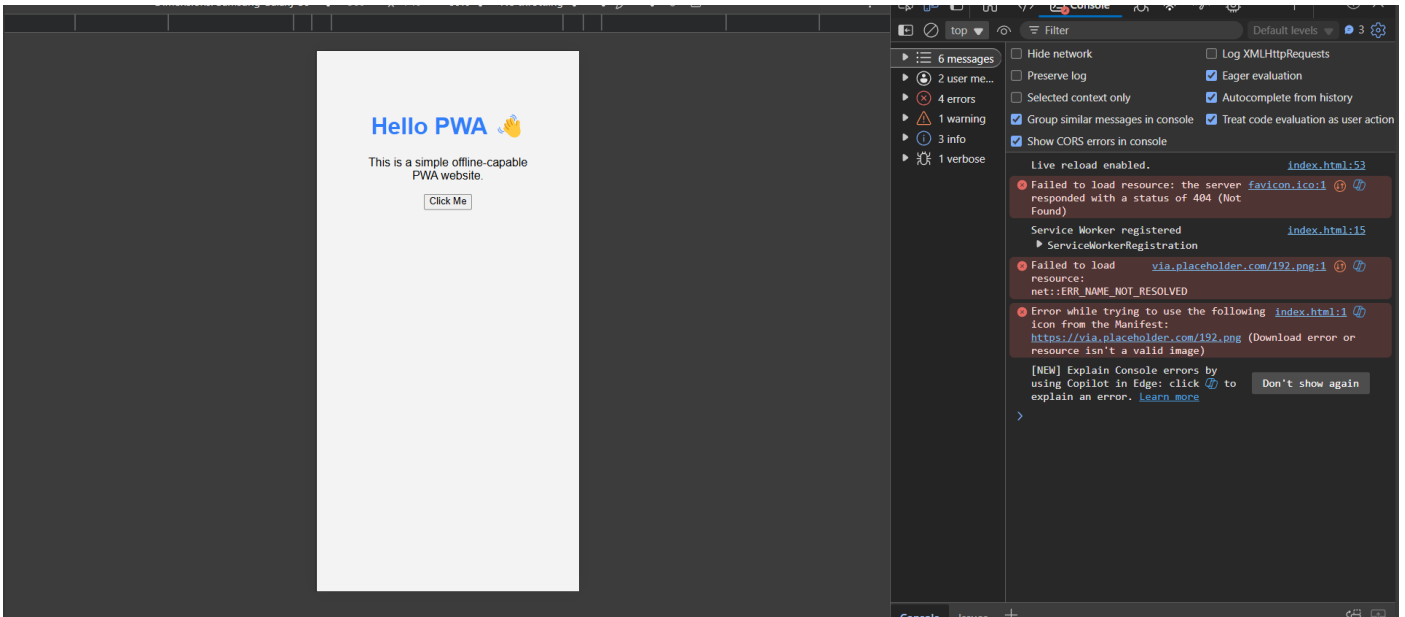 Hello PWA 👋
This is a simple offline-capable
PWA website.
Click Me
Console
top
Filter
Default levels
3
6 messages
2 user me...
4 errors
1 warning
3 info
1 verbose
Hide network
Log XMLHttpRequests
Preserve log
Eager evaluation
Selected context only
Autocomplete from history
Group similar messages in console
Treat code evaluation as user action
Show CORS errors in console
Live reload enabled. index.html:53
Failed to load resource: the server favicon.ico:1
responded with a status of 404 (Not
Found)
Service Worker registered index.html:15
ServiceWorkerRegistration
Failed to load via.placeholder.com/192.png:1
resource:
net::ERR_NAME_NOT_RESOLVED
Error while trying to use the following index.html:1
icon from the Manifest:
https://via.placeholder.com/192.png (Download error or
resource isn't a valid image)
[NEW] Explain Console errors by
using Copilot in Edge: click to
explain an error. Learn more
Don't show again
Console
Issues